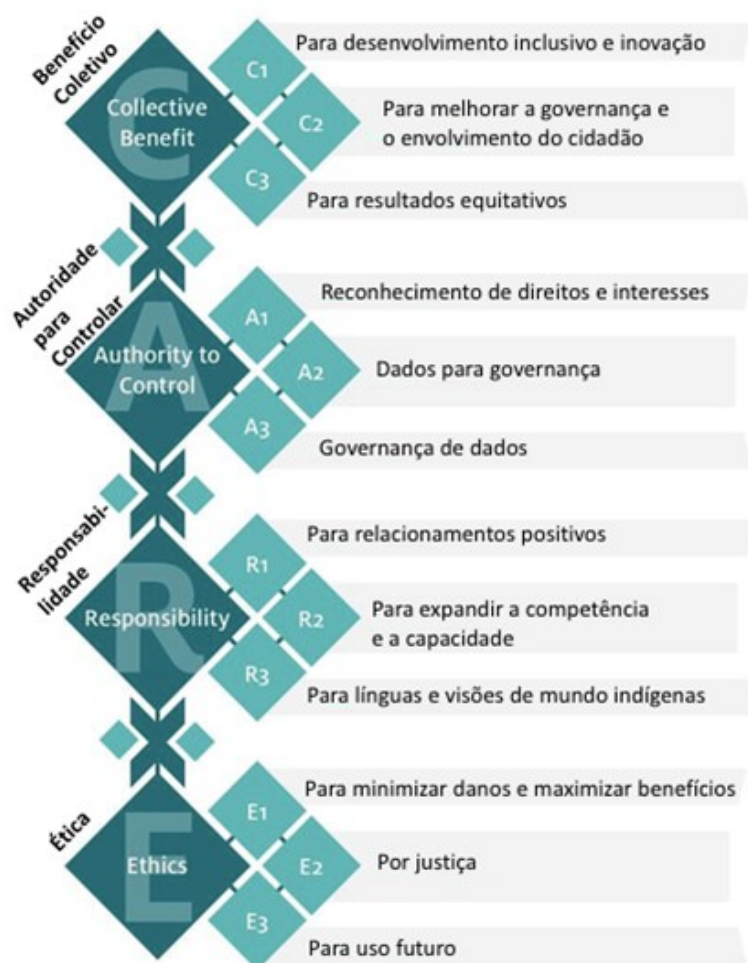 Benefício
Coletivo
C
Collective
Benefit
C1
Para desenvolvimento inclusivo e inovação
C2
Para melhorar a governança e
o envolvimento do cidadão
C3
Para resultados equitativos
Autoridade
para
Controlar
A
Authority to
Control
A1
Reconhecimento de direitos e interesses
A2
Dados para governança
A3
Governança de dados
Responsabi-
lidade
R
Responsibility
R1
Para relacionamentos positivos
R2
Para expandir a competência
e a capacidade
R3
Para línguas e visões de mundo indígenas
Ética
E
Ethics
E1
Para minimizar danos e maximizar benefícios
E2
Por justiça
E3
Para uso futuro